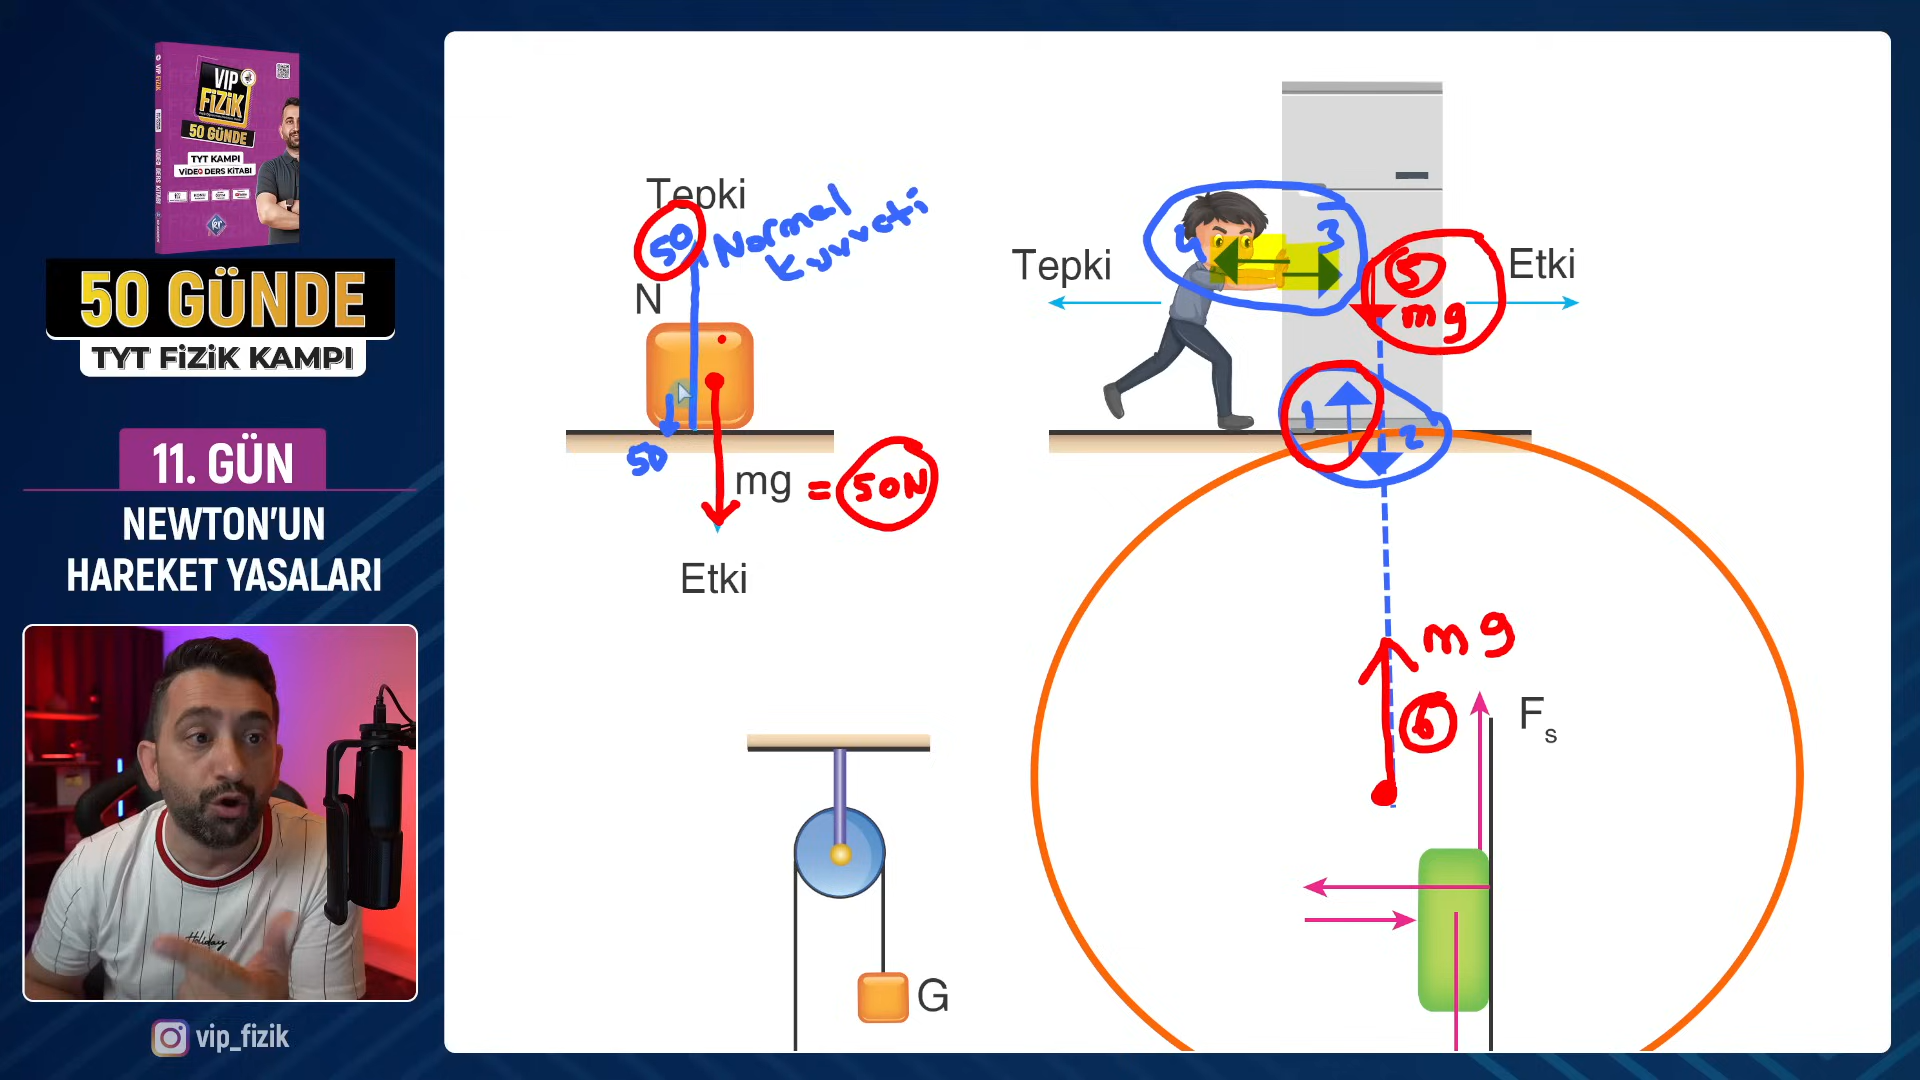 VIP
FİZİK
50 GÜNDE
TYT KAMPI
VİDEO DERS KİTABI
50 GÜNDE
TYT FİZİK KAMPI
11. GÜN
NEWTON'UN
HAREKET YASALARI
Holiday
vip_fizik
Tepki
50
Normal
kuvveti
N
50
mg = 50N
Etki
G
Tepki
4
3
5
mg
Etki
1
2
mg
6
Fs